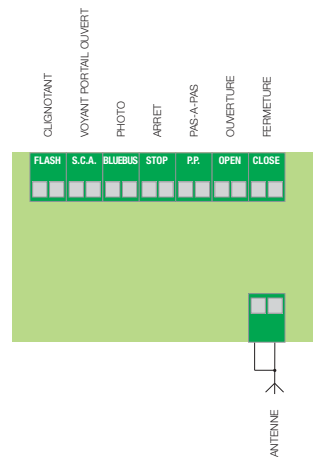 CLIGNOTANT
VOYANT PORTAIL OUVERT
PHOTO
ARRET
PAS-A-PAS
OUVERTURE
FERMETURE
FLASH
S.C.A.
BLUEBUS
STOP
P.P.
OPEN
CLOSE
ANTENNE